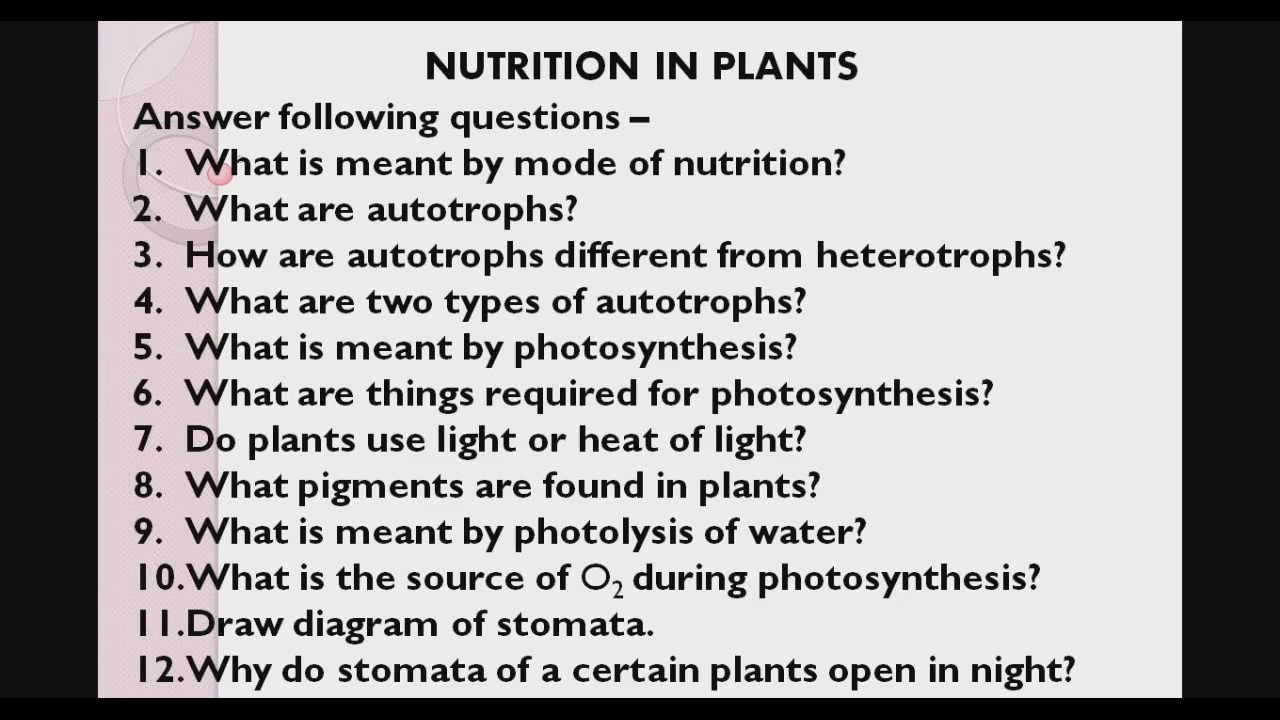 NUTRITION IN PLANTS
Answer following questions –
1. What is meant by mode of nutrition?
2. What are autotrophs?
3. How are autotrophs different from heterotrophs?
4. What are two types of autotrophs?
5. What is meant by photosynthesis?
6. What are things required for photosynthesis?
7. Do plants use light or heat of light?
8. What pigments are found in plants?
9. What is meant by photolysis of water?
10.What is the source of O₂ during photosynthesis?
11.Draw diagram of stomata.
12.Why do stomata of a certain plants open in night?